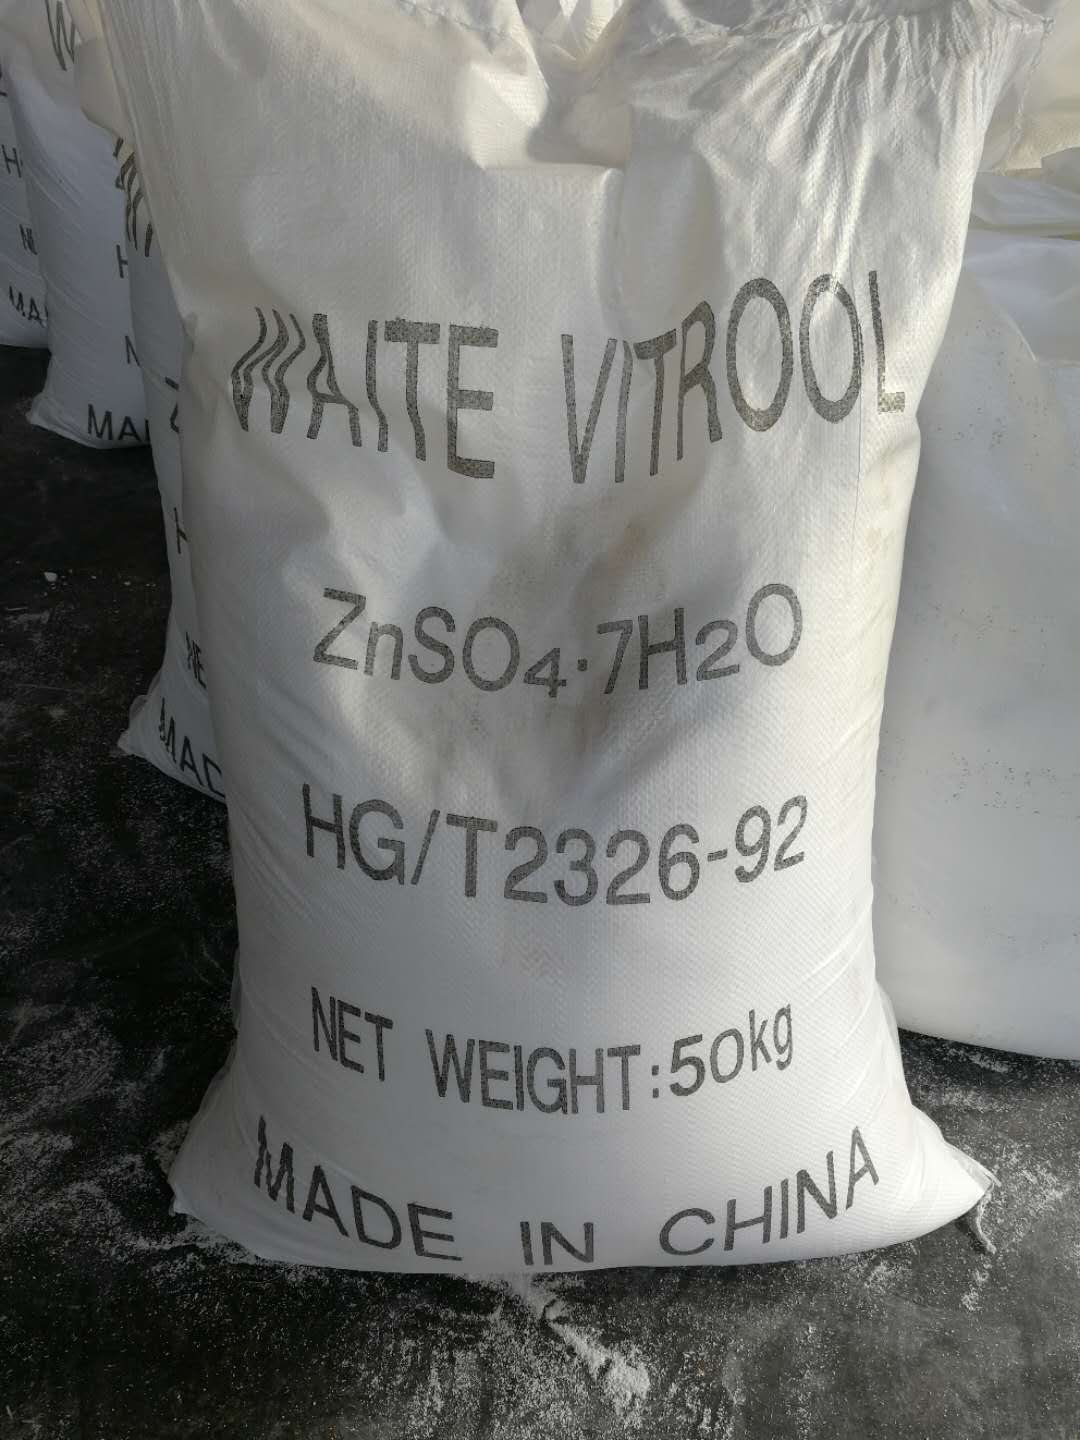 WAITE VITROOL
ZnSO4·7H2O
HG/T2326-92
NET WEIGHT:50kg
MADE IN CHINA